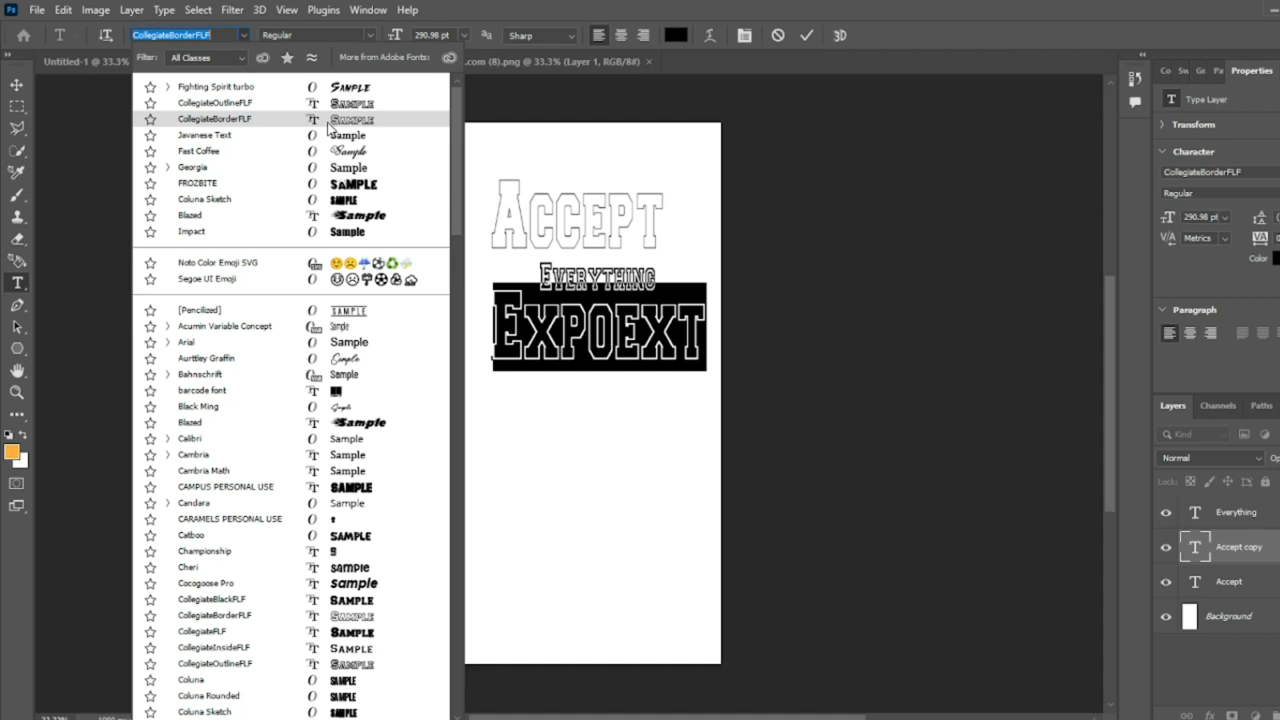 File Edit Image Layer Type Select Filter 3D View Plugins Window Help
CollegiateBorderFLF Regular 290.98 pt Sharp 3D
Filter: All Classes More from Adobe Fonts:
Untitled-1 @ 33.3% .com (8).png @ 33.3% (Layer 1, RGB/8#)
Fighting Spirit turbo SAMPLE
CollegiateOutlineFLF SAMPLE
CollegiateBorderFLF SAMPLE
Javanese Text Sample
Fast Coffee Sample
Georgia Sample
FROZBITE SAMPLE
Coluna Sketch SAMPLE
Blazed Sample
Impact Sample
Noto Color Emoji SVG
Segoe UI Emoji
[Pencilized] SAMPLE
Acumin Variable Concept Sample
Arial Sample
Aurttley Graffin Sample
Bahnschrift Sample
barcode font
Black Ming Sample
Blazed Sample
Calibri Sample
Cambria Sample
Cambria Math Sample
CAMPUS PERSONAL USE SAMPLE
Candara Sample
CARAMELS PERSONAL USE
Catboo SAMPLE
Championship
Cheri sample
Cocogoose Pro sample
CollegiateBlackFLF SAMPLE
CollegiateBorderFLF SAMPLE
CollegiateFLF SAMPLE
CollegiateInsideFLF SAMPLE
CollegiateOutlineFLF SAMPLE
Coluna SAMPLE
Coluna Rounded SAMPLE
Coluna Sketch SAMPLE
ACCEPT
EVERYTHING
EXPOEXT
Co Sw Gr Pa Properties
Type Layer
Transform
Character
CollegiateBorderFLF
Regular
290.98 pt
Metrics
Color
Paragraph
Layers Channels Paths
Kind
Normal Op
Lock:
Everything
Accept copy
Accept
Background